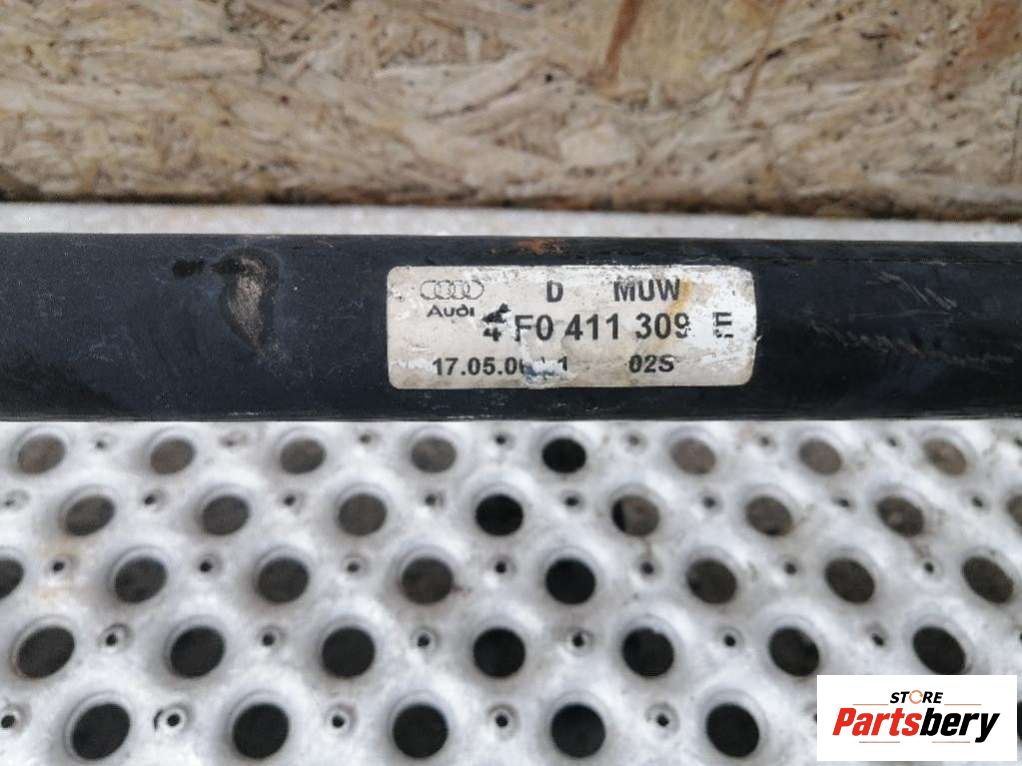 D MUW
Audi 4F0 411 309 E
02S
STORE
Partsbery